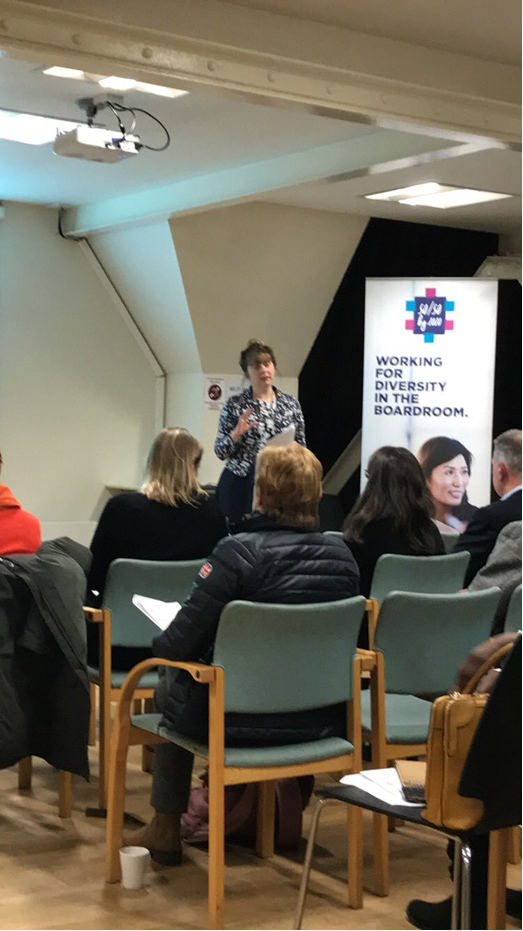 50/50
by 2020
WORKING
FOR
DIVERSITY
IN THE
BOARDROOM.